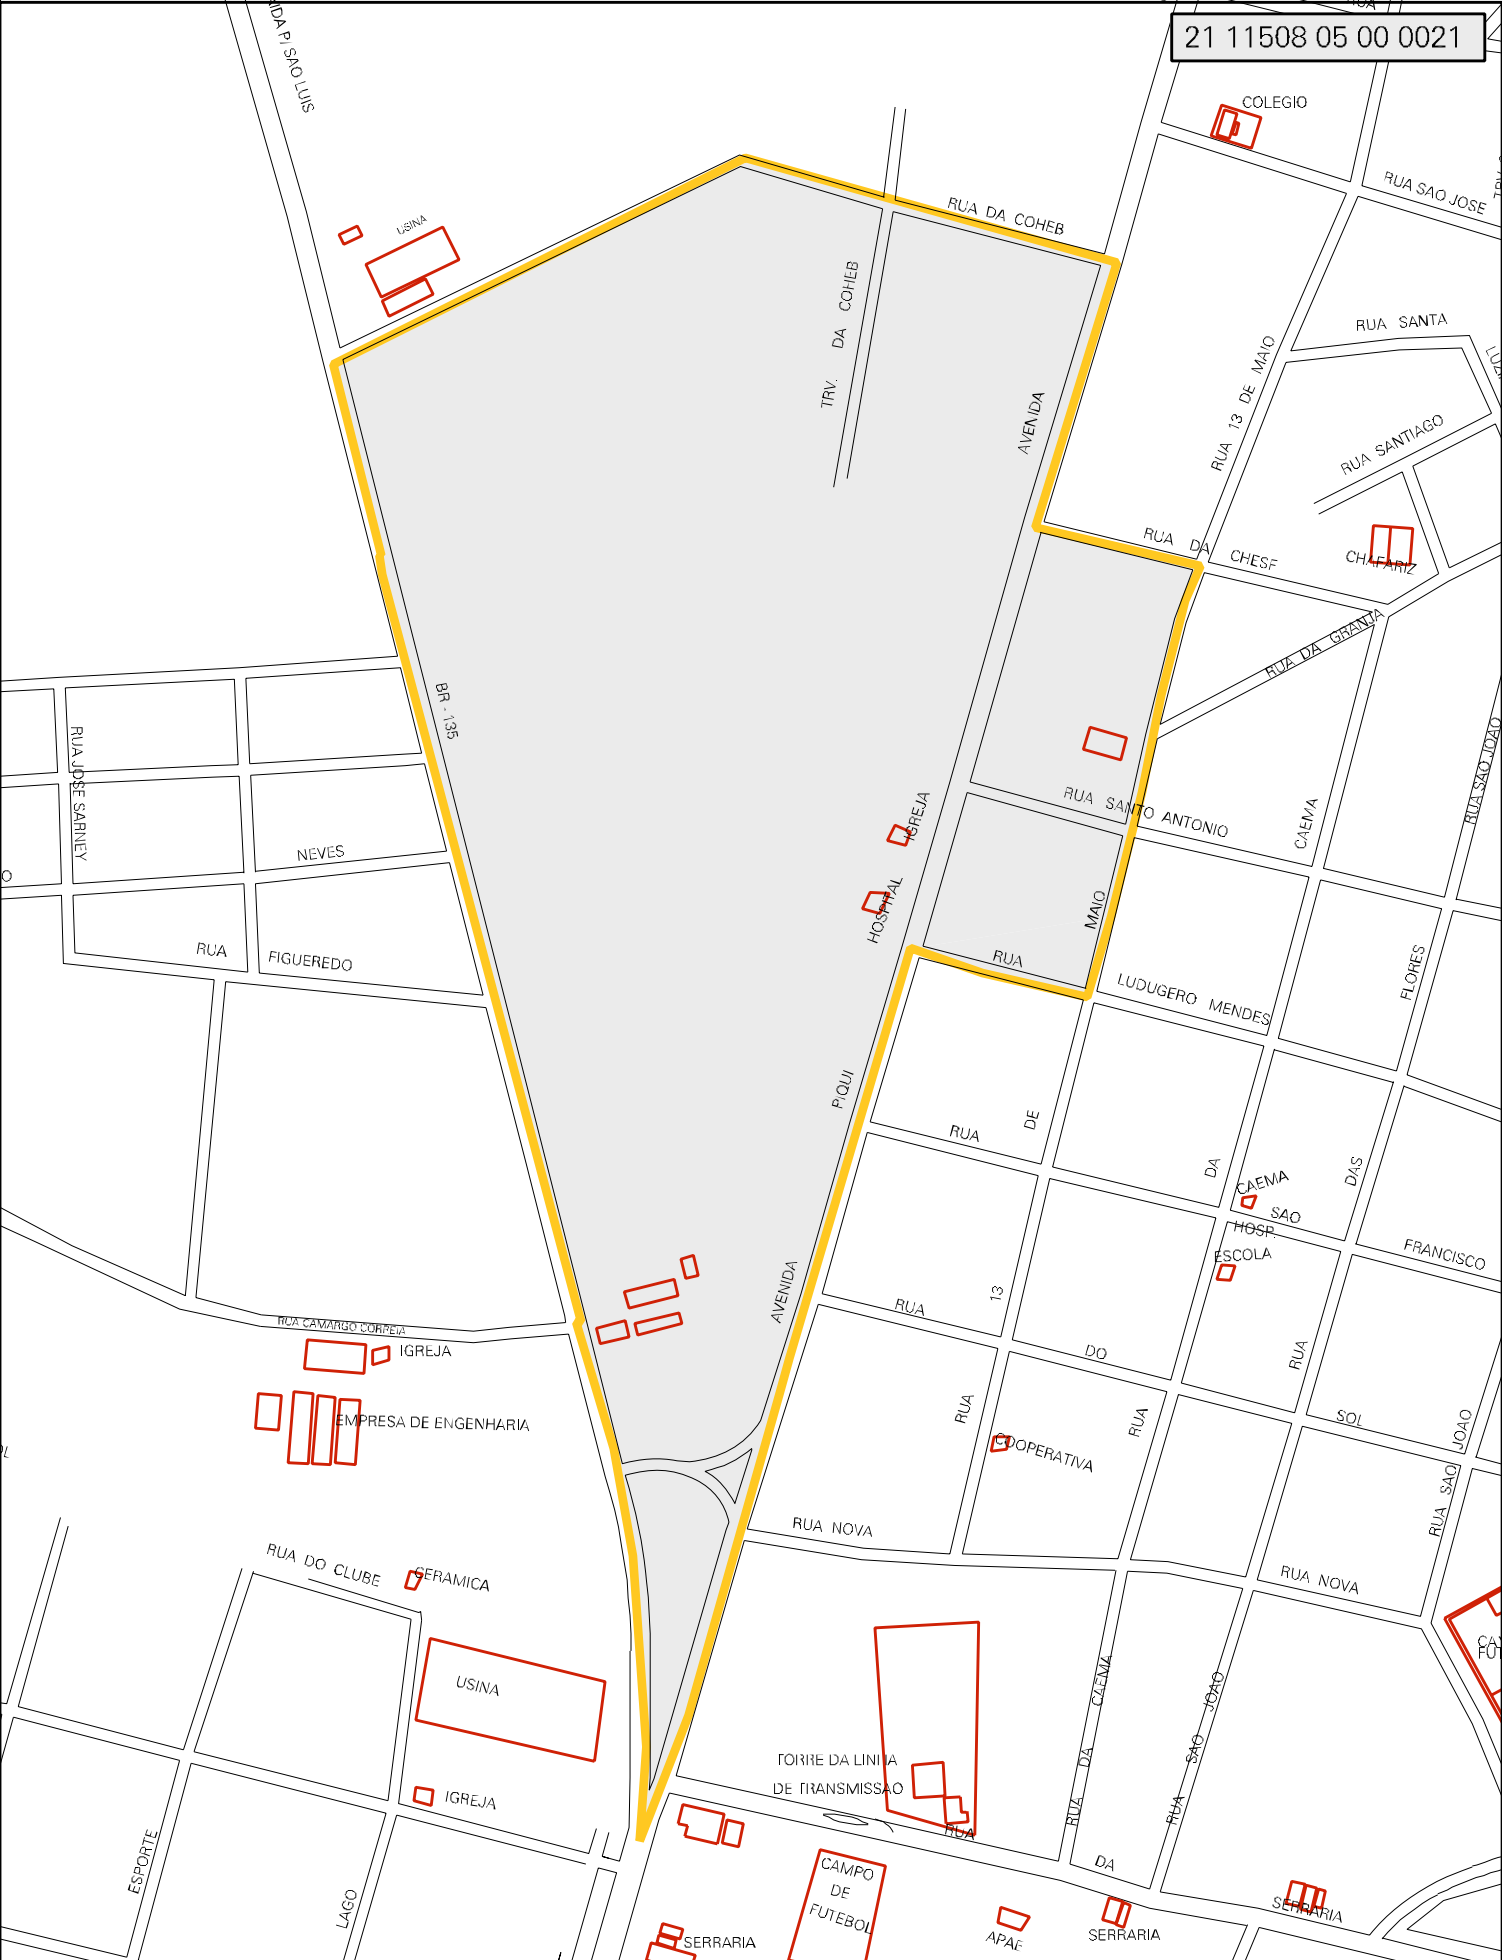 21 11508 05 00 0021
P/ SAO LUIS
COLEGIO
RUA SAO JOSE
USINA
RUA DA COHEB
TRV. DA COHEB
RUA 13 DE MAIO
RUA SANTA
RUA SANTIAGO
AVENIDA
RUA DA CHESF
CHAFARIZ
RUA DA GRANJA
BR - 135
RUA JOSE SARNEY
RUA SAO JOAO
IGREJA
RUA SANTO ANTONIO
CAEMA
NEVES
HOSPITAL
MAIO
RUA FIGUEREDO
RUA LUDUGERO MENDES
FLORES
PIQUI
DE
RUA
DA
DAS
CAEMA
SAO
HOSP.
ESCOLA
FRANCISCO
AVENIDA
13
RUA
DO
RUA
RUA CAMARGO CORREIA
IGREJA
EMPRESA DE ENGENHARIA
RUA
RUA
SOL
JOAO
COOPERATIVA
RUA SAO
RUA NOVA
RUA DO CLUBE
CERAMICA
RUA NOVA
USINA
RUA DA CAEMA
RUA SAO JOAO
TORRE DA LINHA
DE TRANSMISSAO
IGREJA
RUA
DA
ESPORTE
LAGO
CAMPO
DE
FUTEBOL
SERRARIA
APAE
SERRARIA
SERRARIA